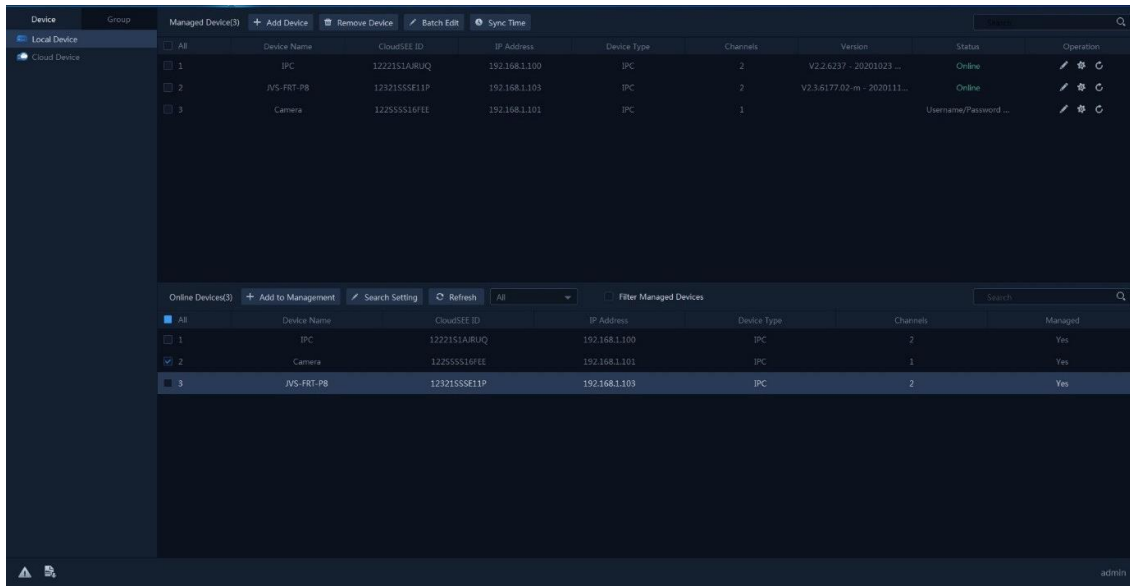 Device Group
Managed Device(3) + Add Device Remove Device Batch Edit Sync Time
Local Device
All Device Name CloudSEE ID IP Address Device Type Channels Version Status Operation
Cloud Device
1 IPC 12221S1AJRUQ 192.168.1.100 IPC 2 V2.2.6237 - 20201023 ... Online
2 JVS-FRT-P8 12321SSSE11P 192.168.1.103 IPC 2 V2.3.6177.02-m - 2020111... Online
3 Camera 122SSSS16FEE 192.168.1.101 IPC 1 Username/Password ...
Online Devices(3) + Add to Management Search Setting Refresh All Filter Managed Devices Search
All Device Name CloudSEE ID IP Address Device Type Channels Managed
1 IPC 12221S1AJRUQ 192.168.1.100 IPC 2 Yes
2 Camera 122SSSS16FEE 192.168.1.101 IPC 1 Yes
3 JVS-FRT-P8 12321SSSE11P 192.168.1.103 IPC 2 Yes
admin